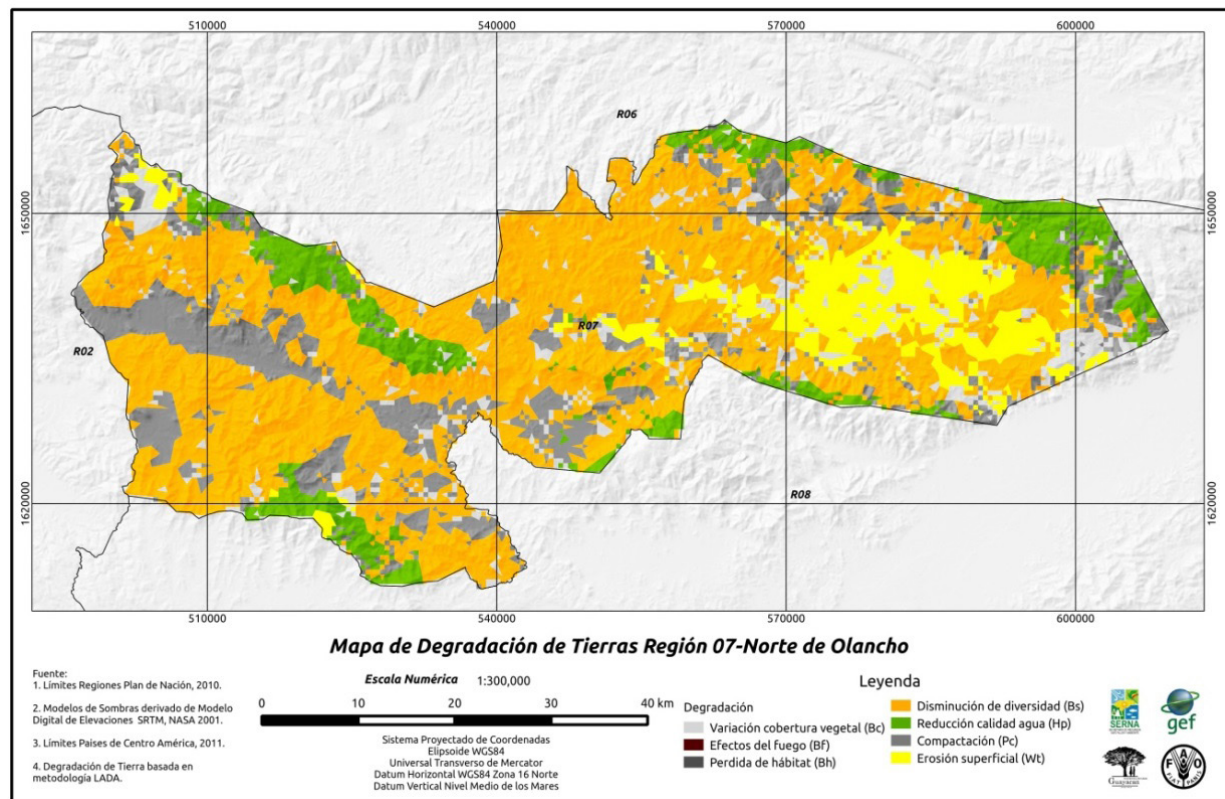 510000
540000
570000
600000
R06
1650000
1650000
R07
R02
R08
1620000
1620000
510000
540000
570000
600000
Mapa de Degradación de Tierras Región 07-Norte de Olancho
Fuente:
1. Límites Regiones Plan de Nación, 2010.
2. Modelos de Sombras derivado de Modelo
Digital de Elevaciones SRTM, NASA 2001.
3. Límites Países de Centro América, 2011.
4. Degradación de Tierra basada en
metodología LADA.
Escala Numérica 1:300,000
0 10 20 30 40 km
Sistema Proyectado de Coordenadas
Elipsoide WGS84
Universal Transverso de Mercator
Datum Horizontal WGS84 Zona 16 Norte
Datum Vertical Nivel Medio de los Mares
Leyenda
Degradación
Variación cobertura vegetal (Bc)
Efectos del fuego (Bf)
Perdida de hábitat (Bh)
Disminución de diversidad (Bs)
Reducción calidad agua (Hp)
Compactación (Pc)
Erosión superficial (Wt)
SERNA
gef
FAO
FIAT PANIS